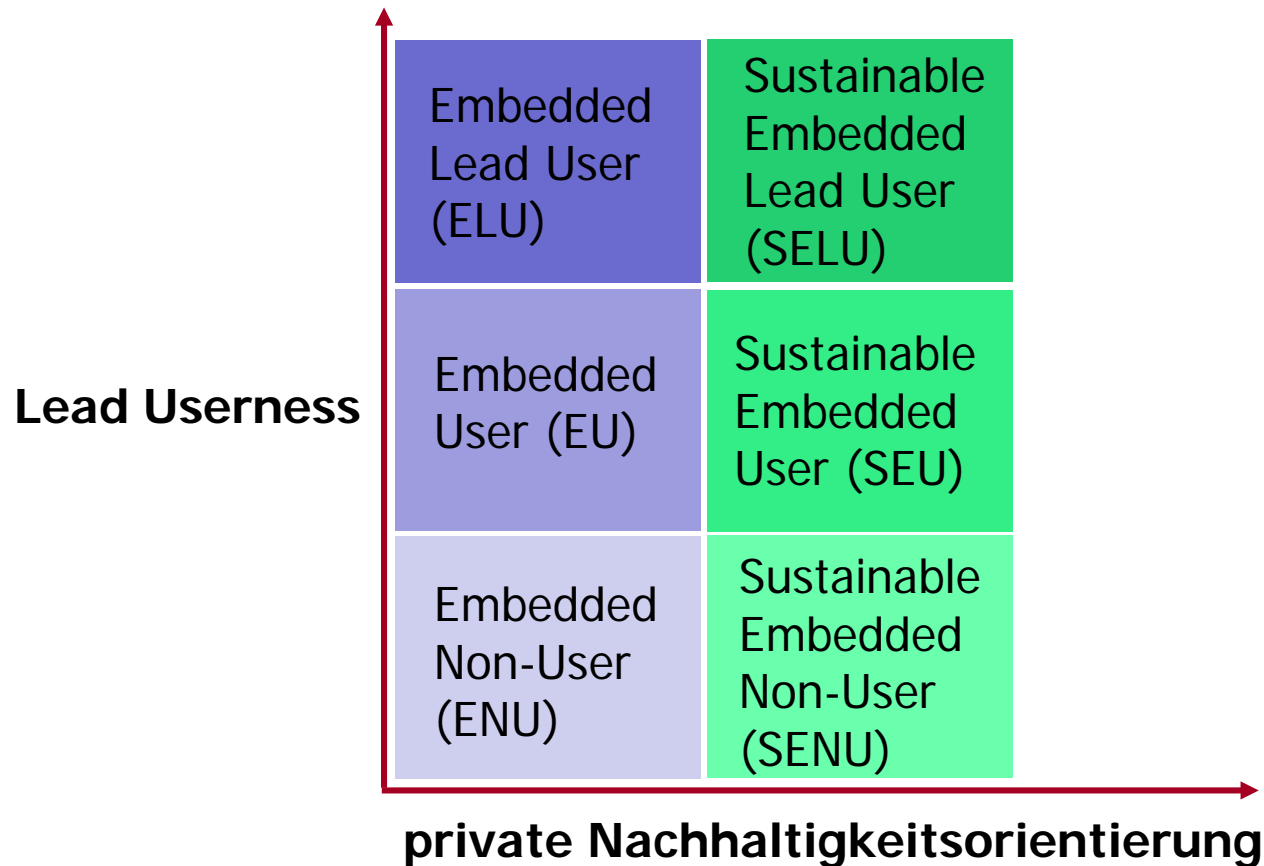 Embedded
Lead User
(ELU)
Sustainable
Embedded
Lead User
(SELU)
Lead Userness
Embedded
User (EU)
Sustainable
Embedded
User (SEU)
Embedded
Non-User
(ENU)
Sustainable
Embedded
Non-User
(SENU)
private Nachhaltigkeitsorientierung